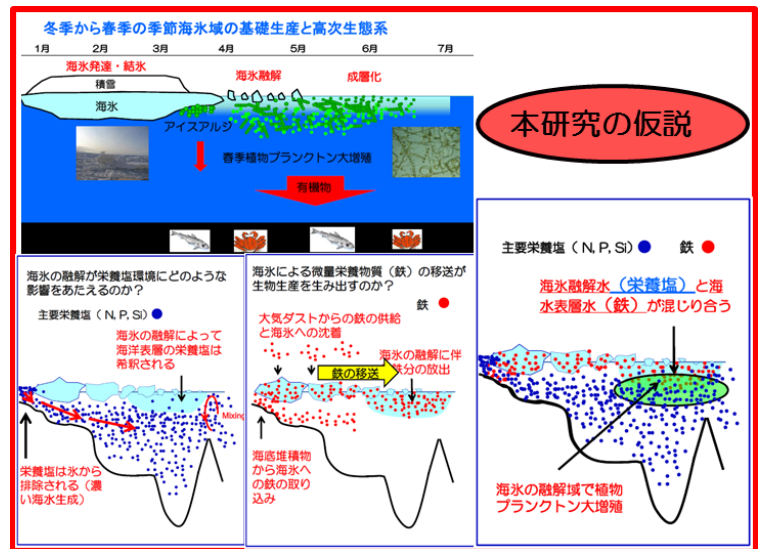 冬季から春季の季節海氷域の基礎生産と高次生態系
1月 2月 3月 4月 5月 6月 7月
海氷発達・結氷
海氷融解
成層化
積雪
海氷
アイスアルジ
春季植物プランクトン大増殖
有機物
本研究の仮説
海氷の融解が栄養塩環境にどのような
影響をあたえるのか?
主要栄養塩 ( N, P, Si)
海氷の融解によって
海洋表層の栄養塩は
希釈される
Mixing
栄養塩は氷から
排除される(濃
い海水生成)
海氷による微量栄養物質(鉄)の移送が
生物生産を生み出すのか?
鉄
大気ダストからの鉄の供給
と海氷への沈着
鉄の移送
海氷の融解に伴
鉄分の放出
海底堆積物
から海氷へ
の鉄の取り
込み
主要栄養塩 ( N, P, Si) 鉄
海氷融解水(栄養塩)と海
水表層水(鉄)が混じり合う
海氷の融解域で植物
プランクトン大増殖